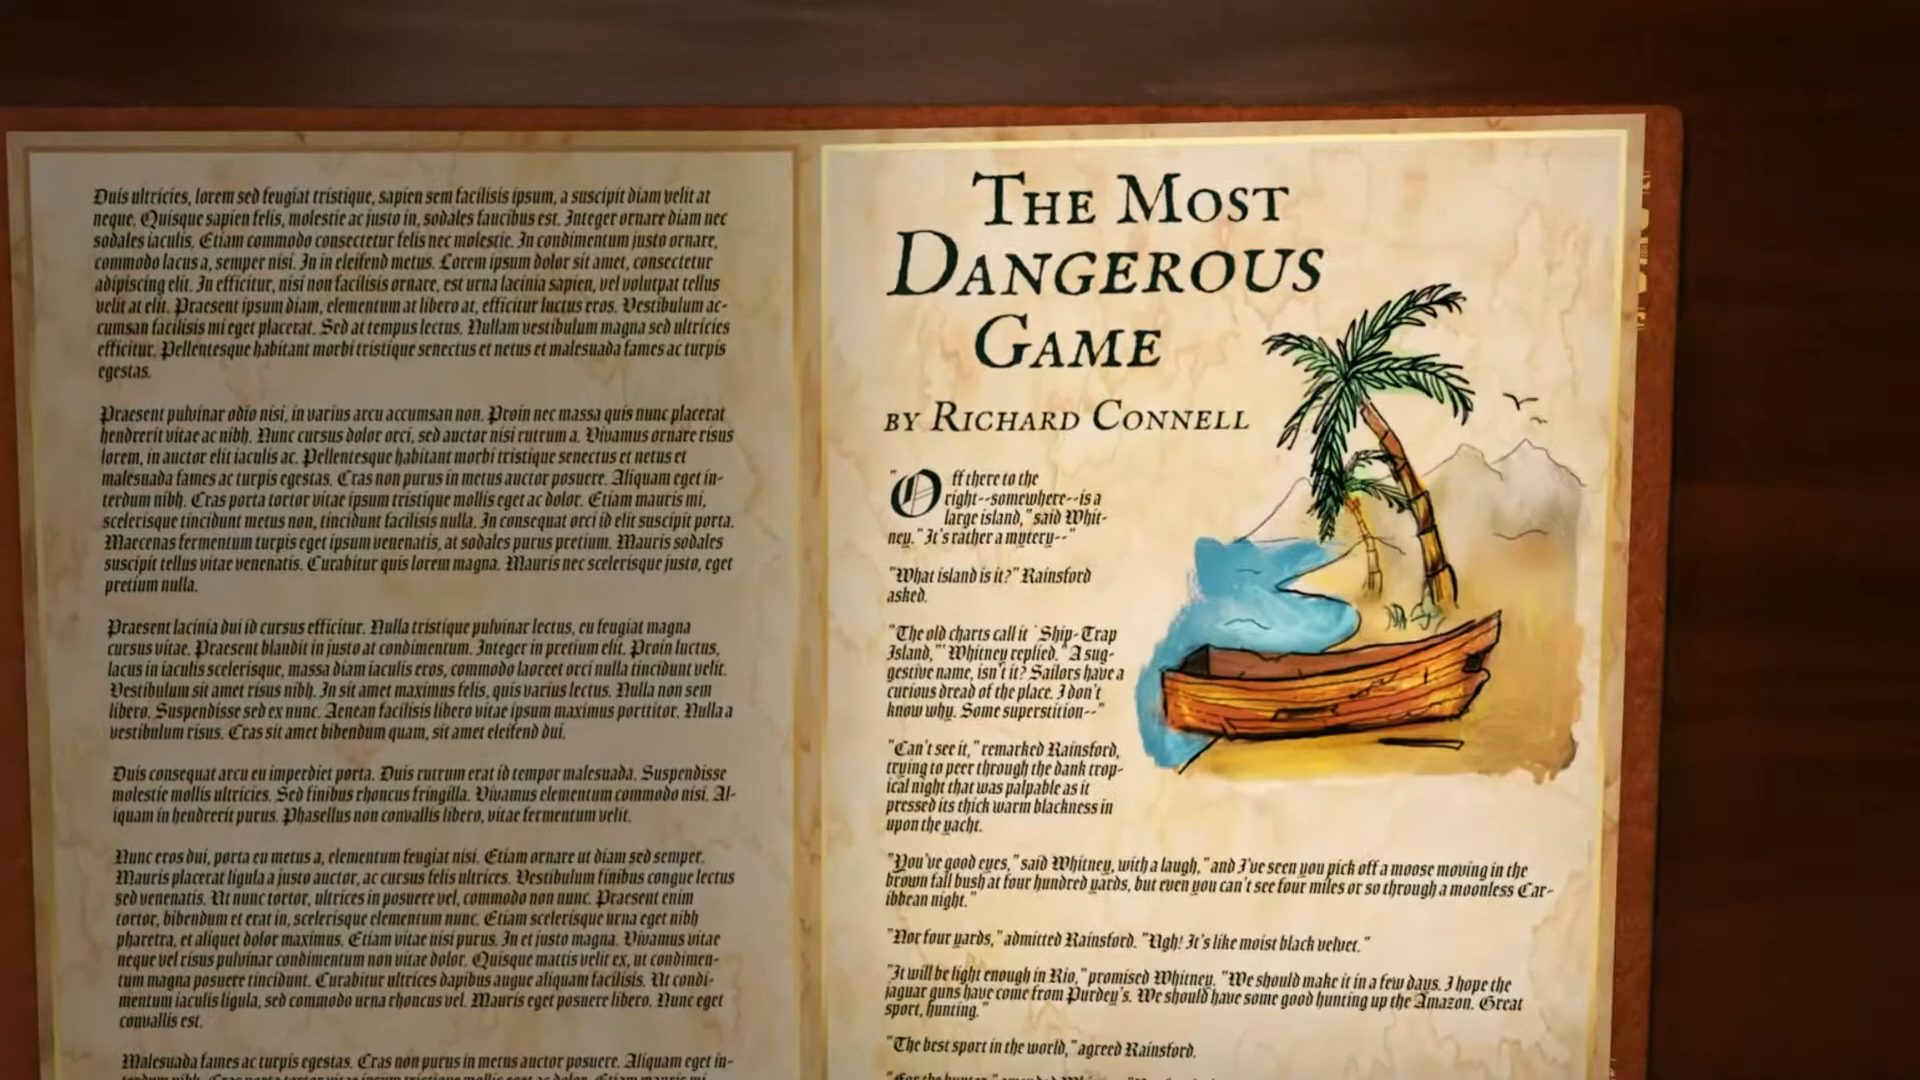 Duis ultricies, lorem sed feugiat tristique, sapien sem facilisis ipsum, a suscipit diam velit at
neque. Quisque sapien felis, molestie ac justo in, sodales faucibus est. Integer ornare diam nec
sodales iaculis. Etiam commodo consectetur felis nec molestie. In condimentum justo ornare,
commodo lacus a, semper nisi. In in eleifend metus. Lorem ipsum dolor sit amet, consectetur
adipiscing elit. In efficitur, nisi non facilisis ornare, est urna lacinia sapien, vel volutpat tellus
velit at elit. Praesent ipsum diam, elementum at libero at, efficitur luctus eros. Vestibulum ac-
cumsan facilisis mi eget placerat. Sed at tempus lectus. Nullam vestibulum magna sed ultricies
efficitur. Pellentesque habitant morbi tristique senectus et netus et malesuada fames ac turpis
egestas.
Praesent pulvinar odio nisi, in varius arcu accumsan non. Proin nec massa quis nunc placerat
hendrerit vitae ac nibh. Nunc cursus dolor orci, sed auctor nisi rutrum a. Vivamus ornare risus
lorem, in auctor elit iaculis ac. Pellentesque habitant morbi tristique senectus et netus et
malesuada fames ac turpis egestas. Cras non purus in metus auctor posuere. Aliquam eget in-
terdum nibh. Cras porta tortor vitae ipsum tristique mollis eget ac dolor. Etiam mauris mi,
scelerisque tincidunt metus non, tincidunt facilisis nulla. In consequat orci id elit suscipit porta.
Maecenas fermentum turpis eget ipsum venenatis, at sodales purus pretium. Mauris sodales
suscipit tellus vitae venenatis. Curabitur quis lorem magna. Mauris nec scelerisque justo, eget
pretium nulla.
Praesent lacinia dui id cursus efficitur. Nulla tristique pulvinar lectus, eu feugiat magna
cursus vitae. Praesent blandit in justo at condimentum. Integer in pretium elit. Proin luctus,
lacus in iaculis scelerisque, massa diam iaculis eros, commodo laoreet orci nulla tincidunt velit.
Vestibulum sit amet risus nibh. In sit amet maximus felis, quis varius lectus. Nulla non sem
libero. Suspendisse sed ex nunc. Aenean facilisis libero vitae ipsum maximus porttitor. Nulla a
vestibulum risus. Cras sit amet bibendum quam, sit amet eleifend dui.
Duis consequat arcu eu imperdiet porta. Duis rutrum erat id tempor malesuada. Suspendisse
molestie mollis ultricies. Sed finibus rhoncus fringilla. Vivamus elementum commodo nisi. Al-
iquam in hendrerit purus. Phasellus non convallis libero, vitae fermentum velit.
Nunc eros dui, porta eu metus a, elementum feugiat nisi. Etiam ornare ut diam sed semper.
Mauris placerat ligula a justo auctor, ac cursus felis ultrices. Vestibulum finibus congue lectus
sed venenatis. Ut nunc tortor, ultrices in posuere vel, commodo non nunc. Praesent enim
tortor, bibendum et erat in, scelerisque elementum nunc. Etiam scelerisque urna eget nibh
pharetra, et aliquet dolor maximus. Etiam vitae nisi purus. In et justo magna. Vivamus vitae
neque vel risus pulvinar condimentum non vitae dolor. Quisque mattis velit ex, ut condimen-
tum magna posuere tincidunt. Curabitur ultrices dapibus augue aliquam facilisis. Ut condi-
mentum iaculis ligula, sed commodo urna rhoncus vel. Mauris eget posuere libero. Nunc eget
convallis est.
Malesuada fames ac turpis egestas. Cras non purus in metus auctor posuere. Aliquam eget in-
THE MOST
DANGEROUS
GAME
BY RICHARD CONNELL
"Off there to the
right--somewhere--is a
large island," said Whit-
ney." It's rather a mytery--"
"What island is it?" Rainsford
asked.
"The old charts call it `Ship-Trap
Island,"' Whitney replied." A sug-
gestive name, isn't it? Sailors have a
curious dread of the place. I don't
know why. Some superstition--"
"Can't see it," remarked Rainsford,
trying to peer through the dank trop-
ical night that was palpable as it
pressed its thick warm blackness in
upon the yacht.
"You've good eyes," said Whitney, with a laugh," and I've seen you pick off a moose moving in the
brown fall bush at four hundred yards, but even you can't see four miles or so through a moonless Car-
ibbean night."
"Nor four yards," admitted Rainsford. "Ugh! It's like moist black velvet."
"It will be light enough in Rio," promised Whitney. "We should make it in a few days. I hope the
jaguar guns have come from Purdey's. We should have some good hunting up the Amazon. Great
sport, hunting."
"The best sport in the world," agreed Rainsford.